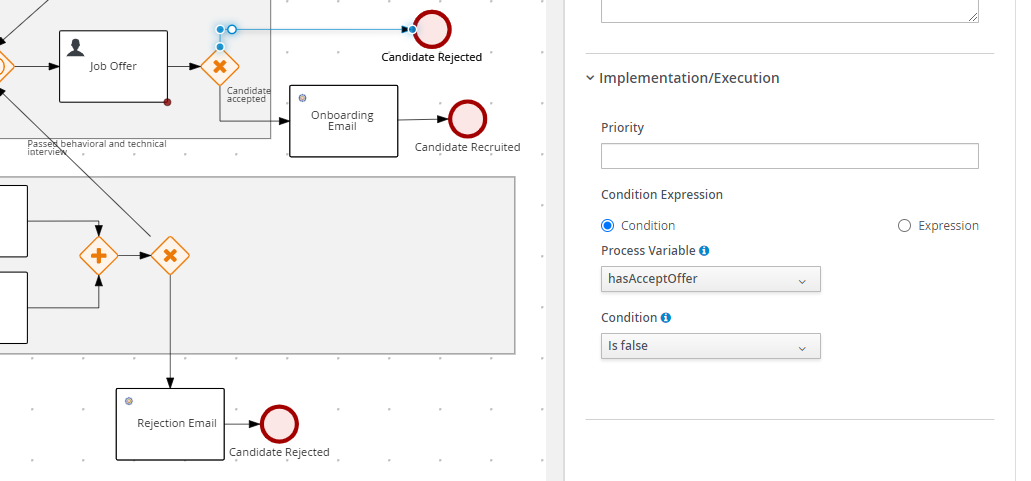 Candidate Rejected
Job Offer
Candidate
accepted
Onboarding
Email
Candidate Recruited
Passed behavioral and technical
interview
Rejection Email
Candidate Rejected
Implementation/Execution
Priority
Condition Expression
Condition
Expression
Process Variable
hasAcceptOffer
Condition
Is false